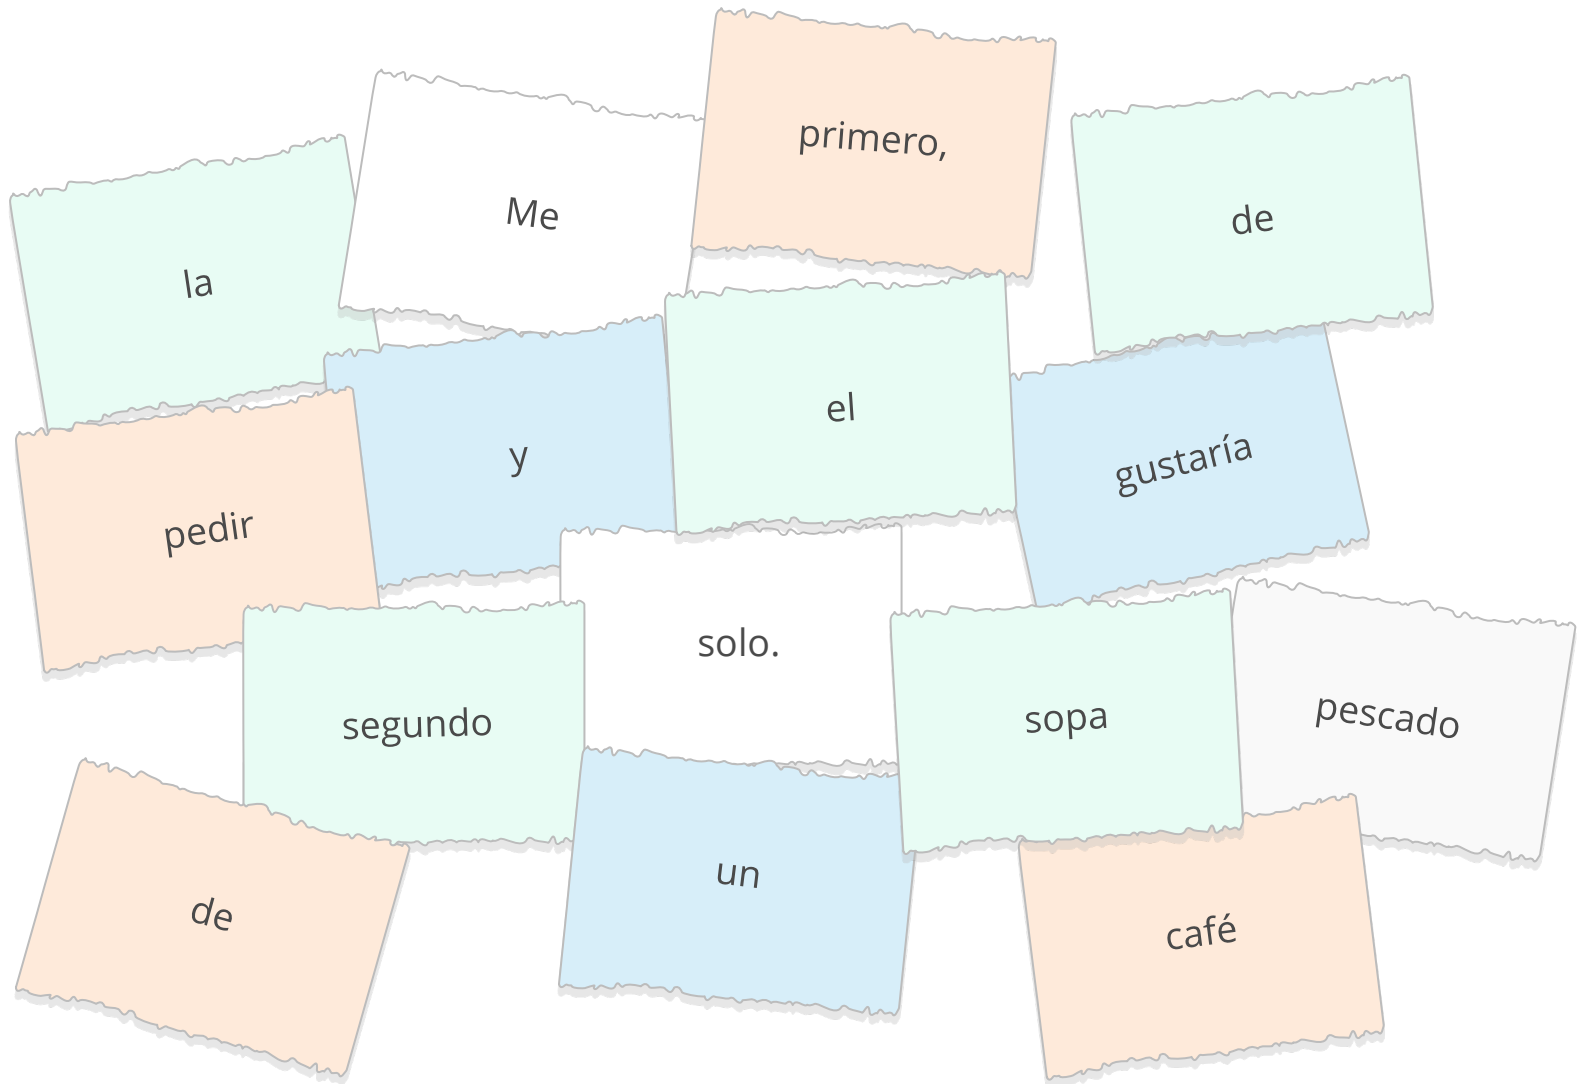 primero,
Me
de
la
el
y
gustaría
pedir
solo.
sopa
pescado
segundo
un
de
café